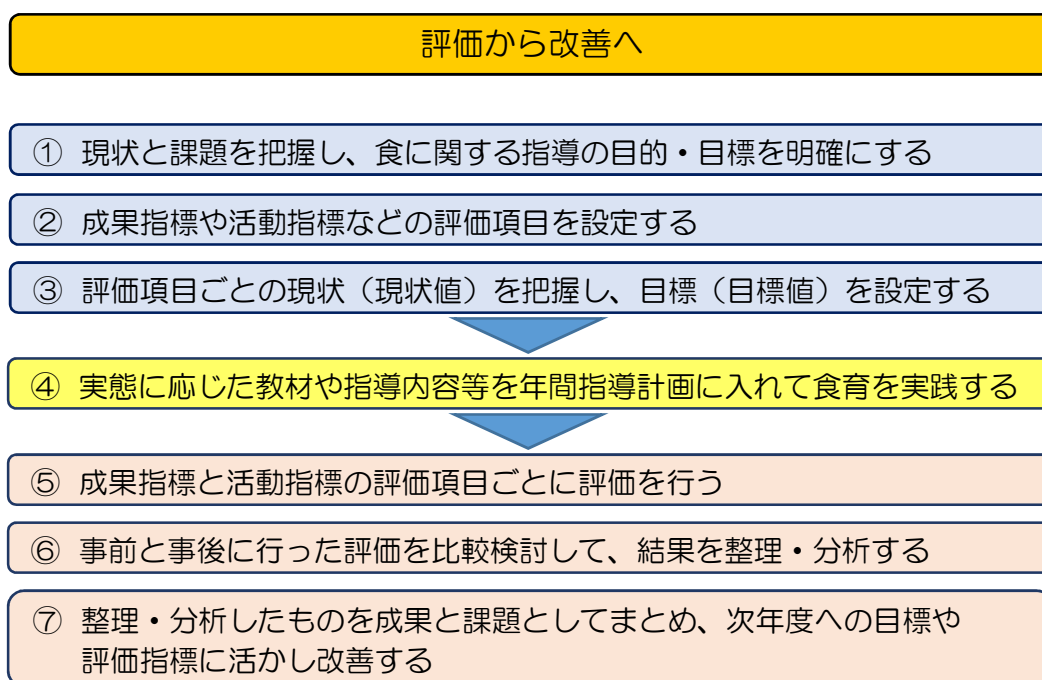 評価から改善へ
① 現状と課題を把握し、食に関する指導の目的・目標を明確にする
② 成果指標や活動指標などの評価項目を設定する
③ 評価項目ごとの現状（現状値）を把握し、目標（目標値）を設定する
④ 実態に応じた教材や指導内容等を年間指導計画に入れて食育を実践する
⑤ 成果指標と活動指標の評価項目ごとに評価を行う
⑥ 事前と事後に行った評価を比較検討して、結果を整理・分析する
⑦ 整理・分析したものを成果と課題としてまとめ、次年度への目標や
評価指標に活かし改善する